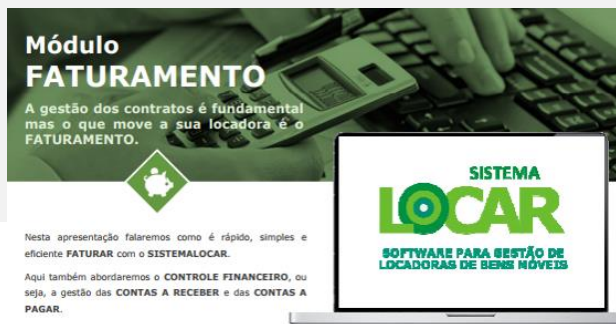 Módulo
FATURAMENTO
A gestão dos contratos é fundamental
mas o que move a sua locadora é o
FATURAMENTO.
SISTEMA
LOCAR
SOFTWARE PARA GESTÃO DE
LOCADORAS DE BENS MÓVEIS
Nesta apresentação falaremos como é rápido, simples e
eficiente FATURAR com o SISTEMALOCAR.
Aqui também abordaremos o CONTROLE FINANCEIRO, ou
seja, a gestão das CONTAS A RECEBER e das CONTAS A
PAGAR.